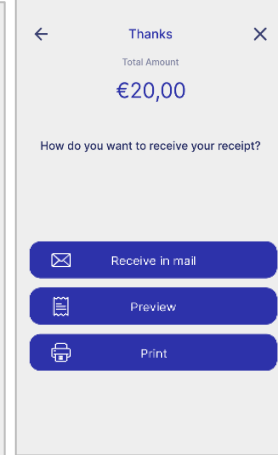 Thanks
Total Amount
€20,00
How do you want to receive your receipt?
Receive in mail
Preview
Print